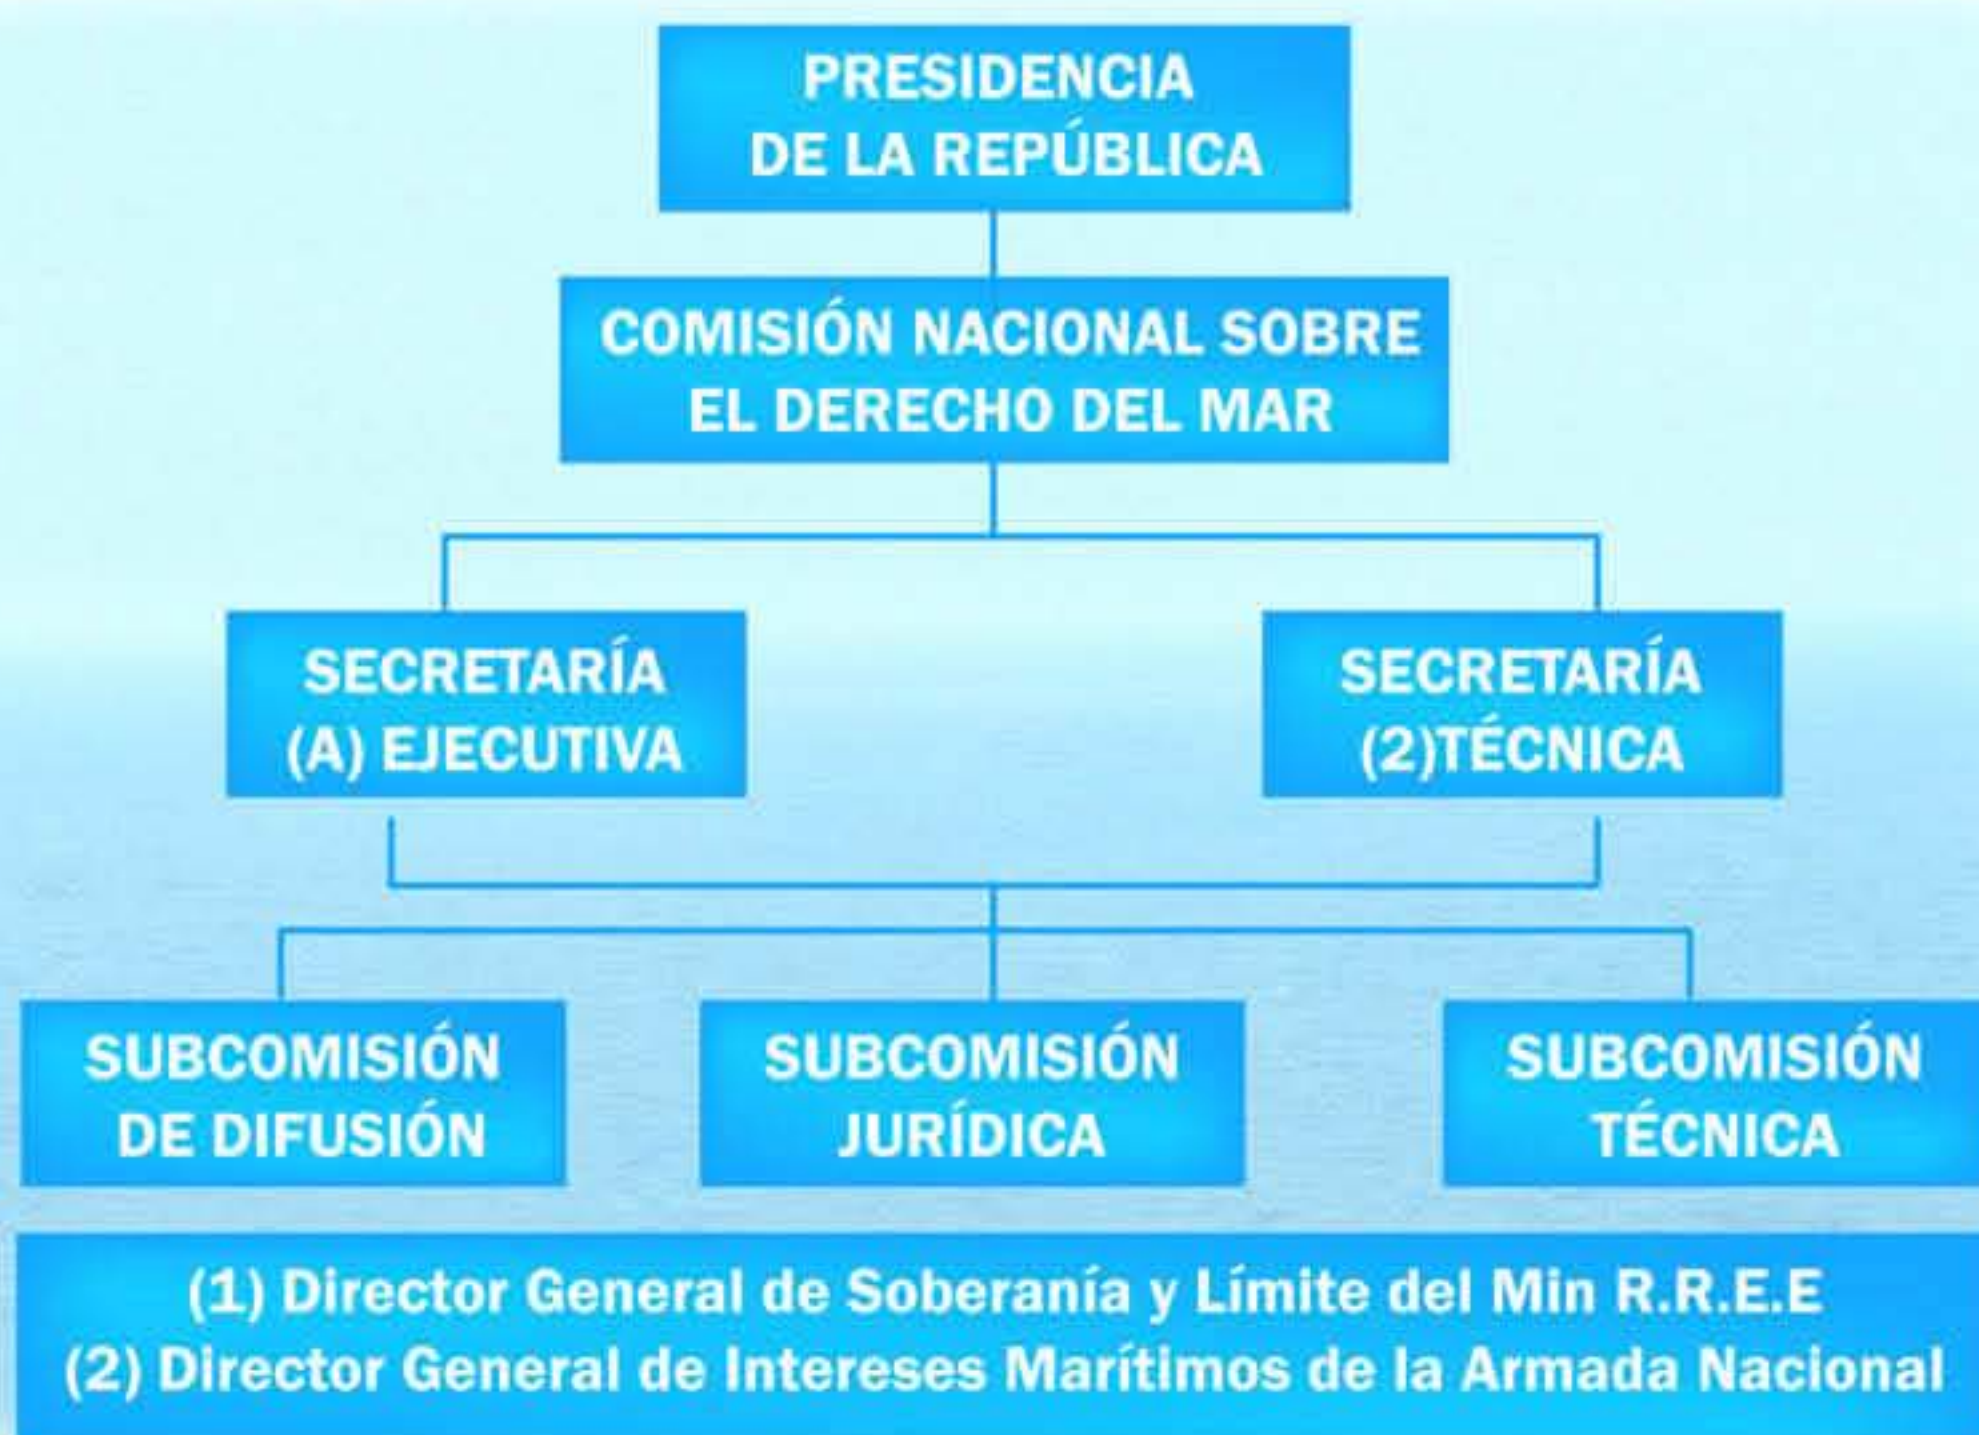 PRESIDENCIA
DE LA REPÚBLICA
COMISIÓN NACIONAL SOBRE
EL DERECHO DEL MAR
SECRETARÍA
(A) EJECUTIVA
SECRETARÍA
(2)TÉCNICA
SUBCOMISIÓN
DE DIFUSIÓN
SUBCOMISIÓN
JURÍDICA
SUBCOMISIÓN
TÉCNICA
(1) Director General de Soberanía y Límite del Min R.R.E.E
(2) Director General de Intereses Marítimos de la Armada Nacional